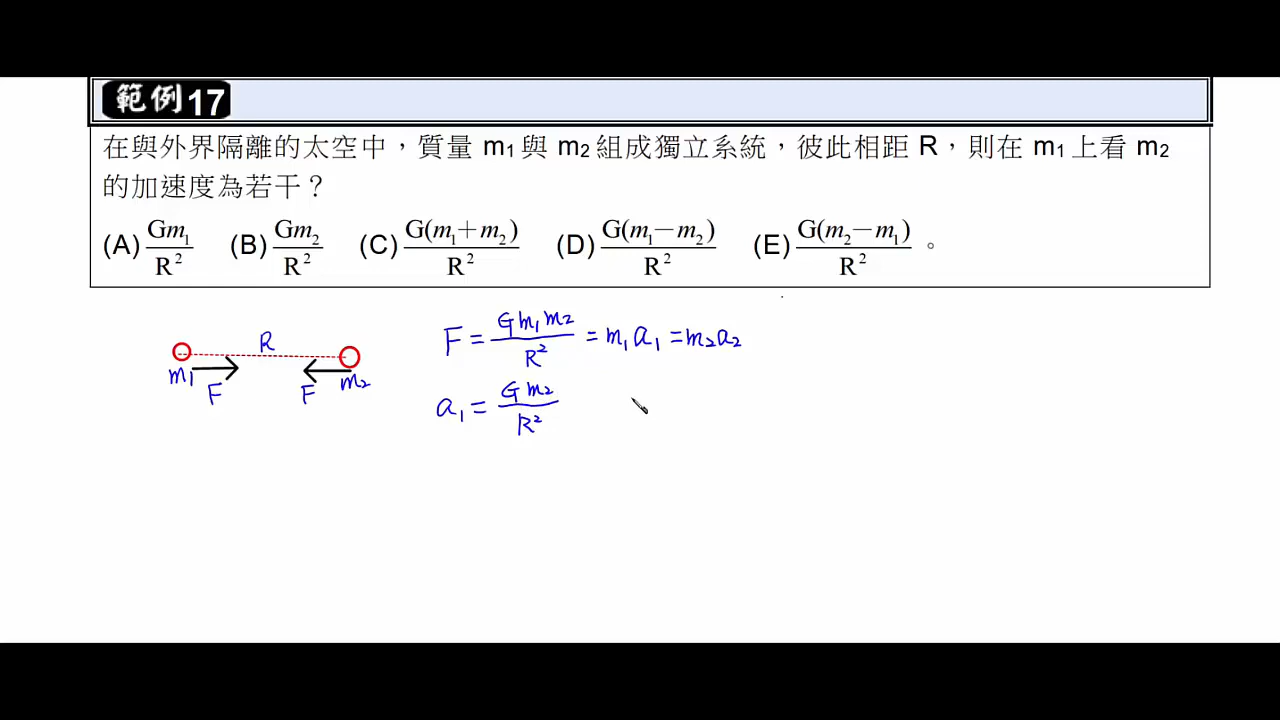 範例17
在與外界隔離的太空中，質量 m₁ 與 m₂ 組成獨立系統，彼此相距 R，則在 m₁ 上看 m₂
的加速度為若干？
(A) Gm₁/R² (B) Gm₂/R² (C) G(m₁＋m₂)/R² (D) G(m₁－m₂)/R² (E) G(m₂－m₁)/R² 。
R
m₁ F F m₂
F = Gm₁m₂/R² = m₁a₁ = m₂a₂
a₁ = Gm₂/R²